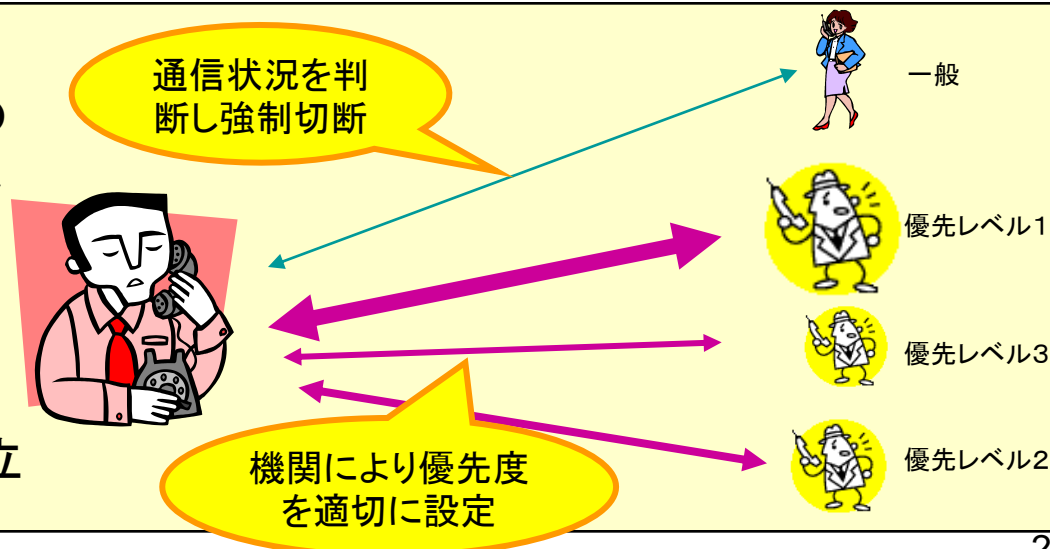 通信状況を判
断し強制切断
一般
の
優先レベル1
優先レベル3
立
優先レベル2
機関により優先度
を適切に設定